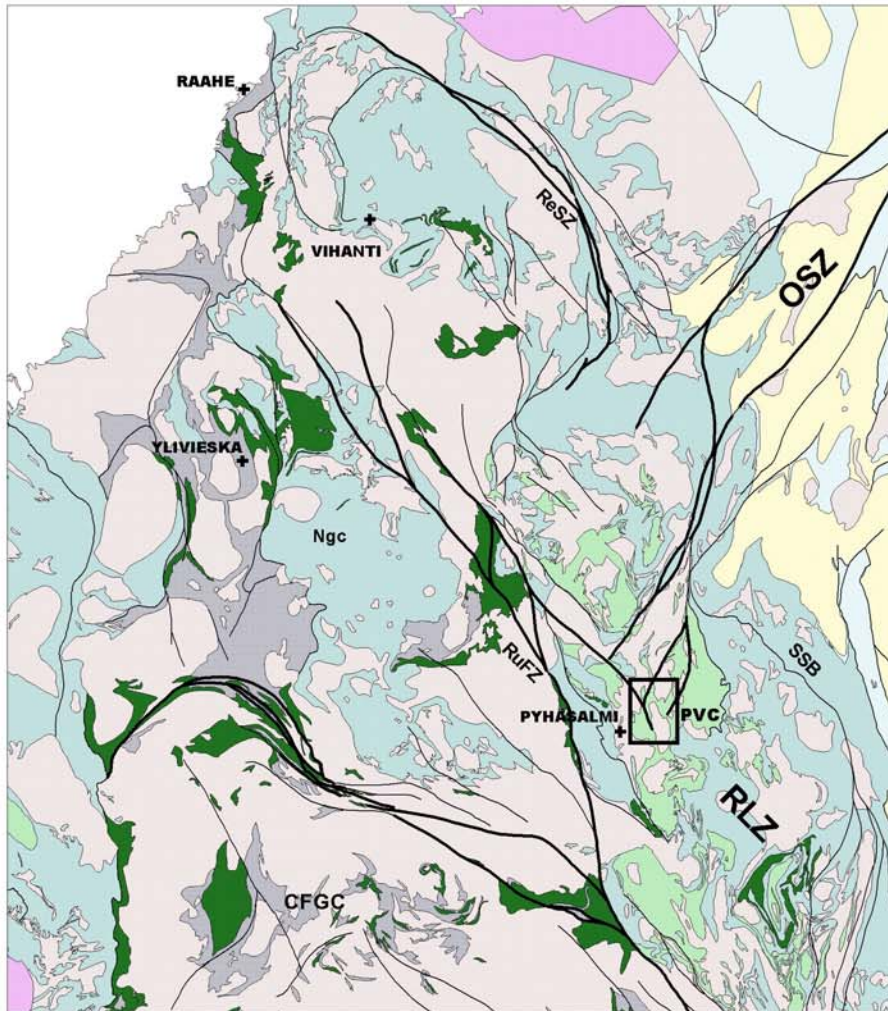 RAAHE
ReSZ
VIHANTI
OSZ
YLIVIESKA
Ngc
RuFZ
SSB
PYHÄSALMI
PVC
RLZ
CFGC